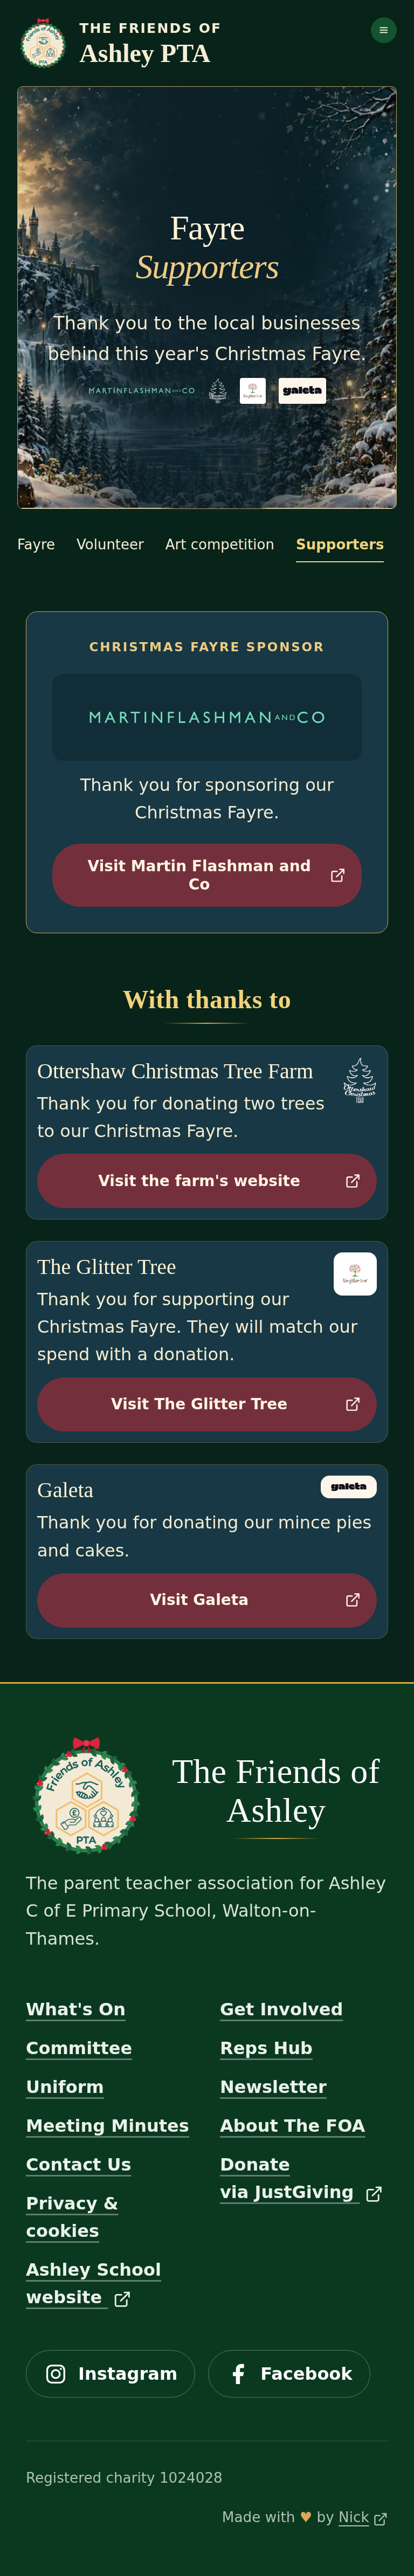 THE FRIENDS OF
Ashley PTA
Fayre
Supporters
Thank you to the local businesses
behind this year's Christmas Fayre.
MARTINFLASHMANANDCO
galeta
Fayre
Volunteer
Art competition
Supporters
CHRISTMAS FAYRE SPONSOR
MARTINFLASHMANANDCO
Thank you for sponsoring our
Christmas Fayre.
Visit Martin Flashman and
Co
With thanks to
Ottershaw Christmas Tree Farm
Ottershaw
Christmas
Thank you for donating two trees
to our Christmas Fayre.
Visit the farm's website
The Glitter Tree
Thank you for supporting our
Christmas Fayre. They will match our
spend with a donation.
Visit The Glitter Tree
Galeta
galeta
Thank you for donating our mince pies
and cakes.
Visit Galeta
Friends of Ashley
PTA
The Friends of
Ashley
The parent teacher association for Ashley
C of E Primary School, Walton-on-
Thames.
What's On
Committee
Uniform
Meeting Minutes
Contact Us
Privacy &
cookies
Ashley School
website
Get Involved
Reps Hub
Newsletter
About The FOA
Donate
via JustGiving
Instagram
Facebook
Registered charity 1024028
Made with ♥ by Nick